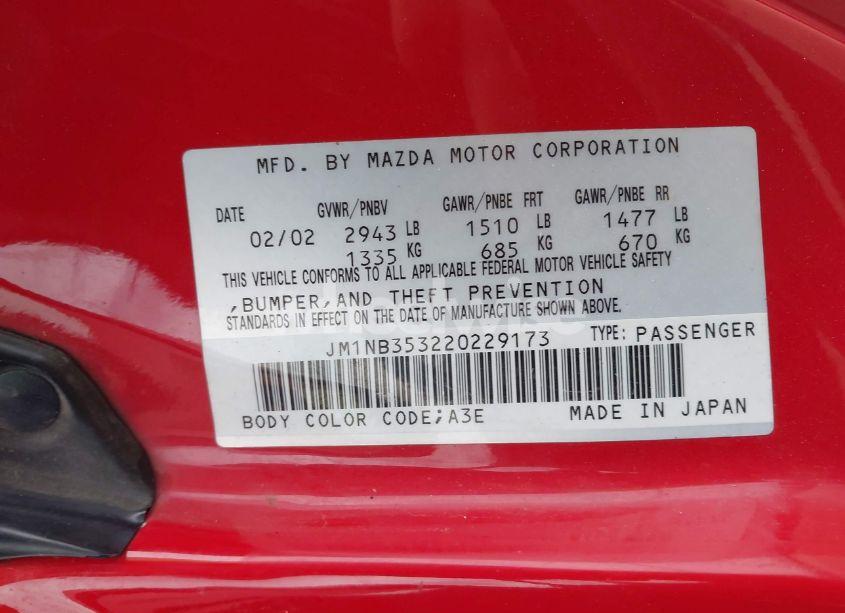 MFD. BY MAZDA MOTOR CORPORATION
DATE GVWR/PNBV GAWR/PNBE FRT GAWR/PNBE RR
02/02 2943 LB 1510 LB 1477 LB
1335 KG 685 KG 670 KG
THIS VEHICLE CONFORMS TO ALL APPLICABLE FEDERAL MOTOR VEHICLE SAFETY
,BUMPER,AND THEFT PREVENTION
STANDARDS IN EFFECT ON THE DATE OF MANUFACTURE SHOWN ABOVE.
JM1NB353220229173 TYPE: PASSENGER
BODY COLOR CODE;A3E MADE IN JAPAN